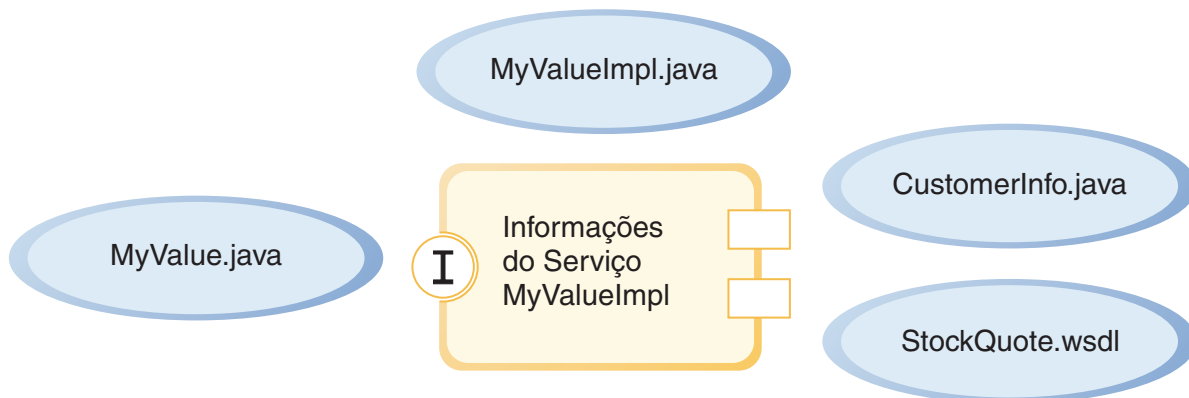 MyValueImpl.java
CustomerInfo.java
MyValue.java
I
Informações
do Serviço
MyValueImpl
StockQuote.wsdl